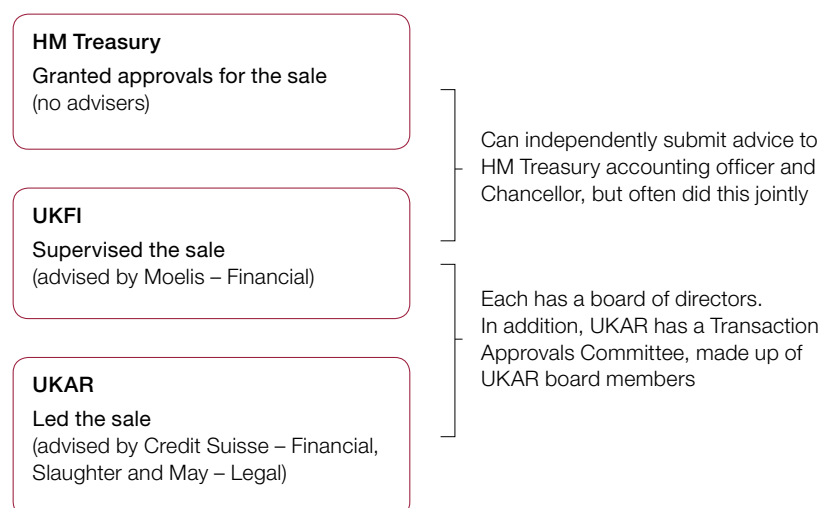 HM Treasury
Granted approvals for the sale
(no advisers)
Can independently submit advice to
HM Treasury accounting officer and
Chancellor, but often did this jointly
UKFI
Supervised the sale
(advised by Moelis – Financial)
Each has a board of directors.
In addition, UKAR has a Transaction
Approvals Committee, made up of
UKAR board members
UKAR
Led the sale
(advised by Credit Suisse – Financial,
Slaughter and May – Legal)